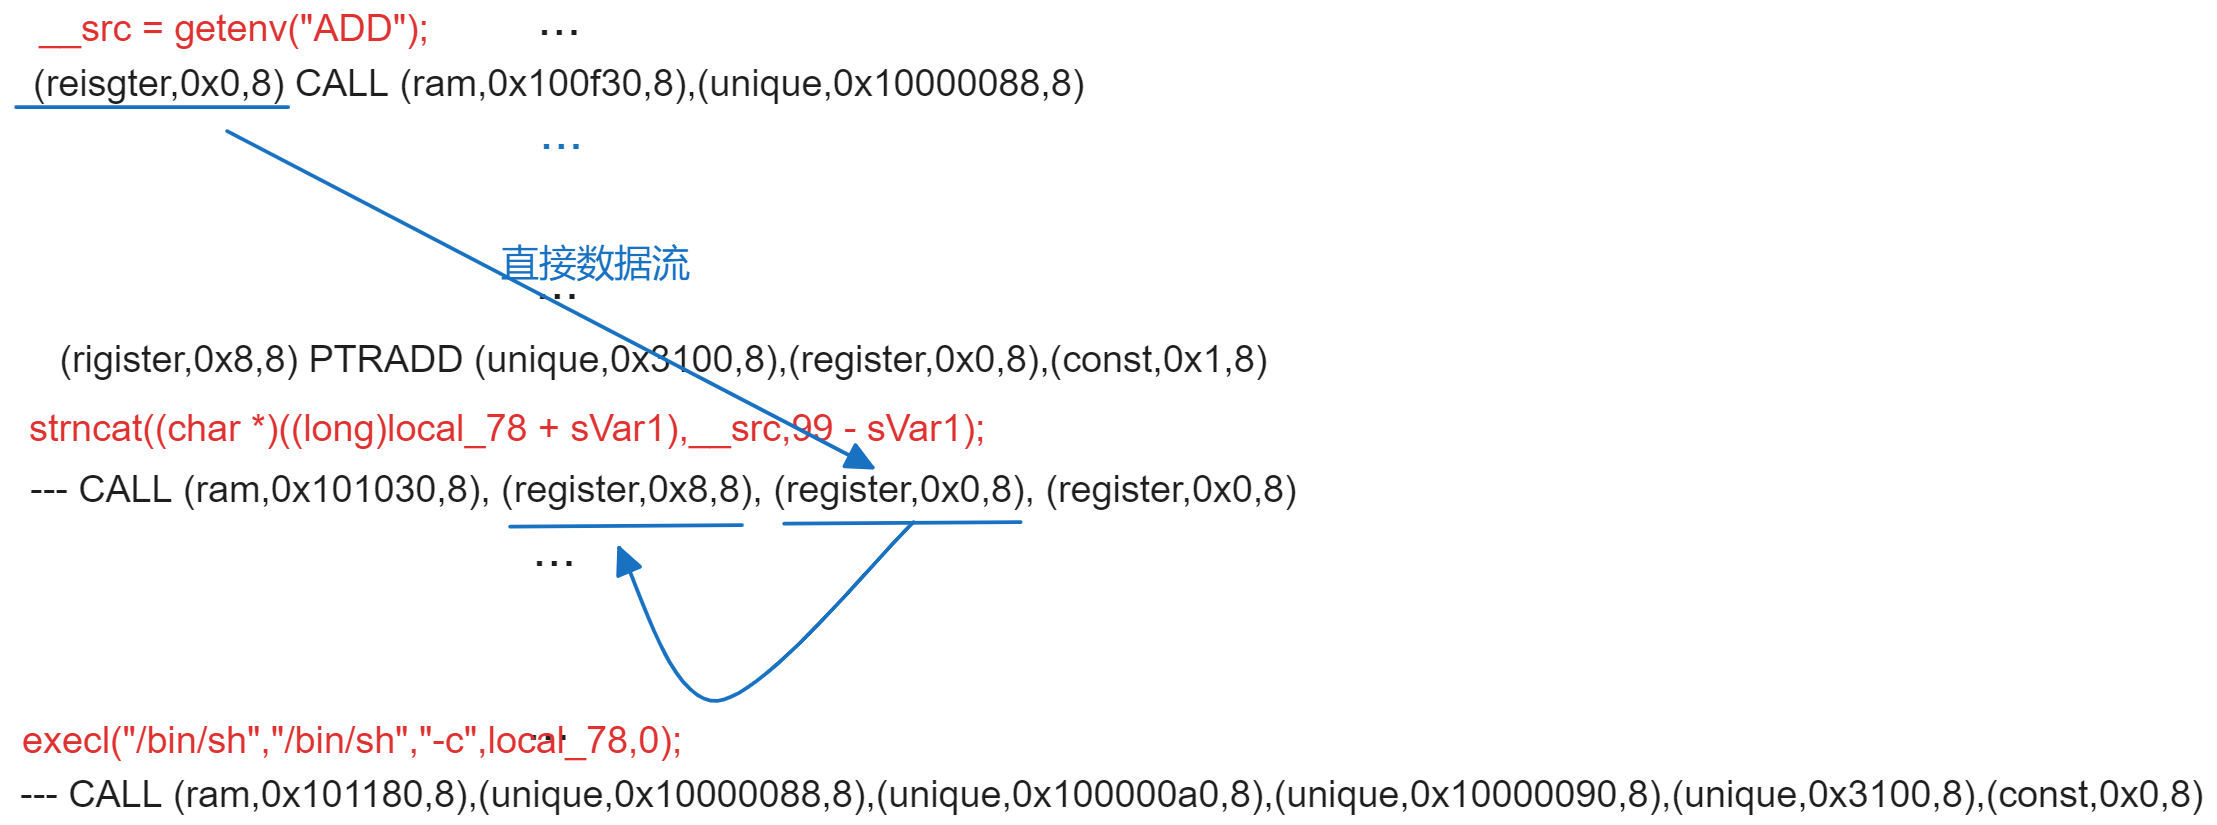 __src = getenv("ADD"); ...
(reisgter,0x0,8) CALL (ram,0x100f30,8),(unique,0x10000088,8)
...
直接数据流
...
(rigister,0x8,8) PTRADD (unique,0x3100,8),(register,0x0,8),(const,0x1,8)
strncat((char *)((long)local_78 + sVar1),__src,99 - sVar1);
--- CALL (ram,0x101030,8), (register,0x8,8), (register,0x0,8), (register,0x0,8)
...
...
execl("/bin/sh","/bin/sh","-c",local_78,0);
--- CALL (ram,0x101180,8),(unique,0x10000088,8),(unique,0x100000a0,8),(unique,0x10000090,8),(unique,0x3100,8),(const,0x0,8)